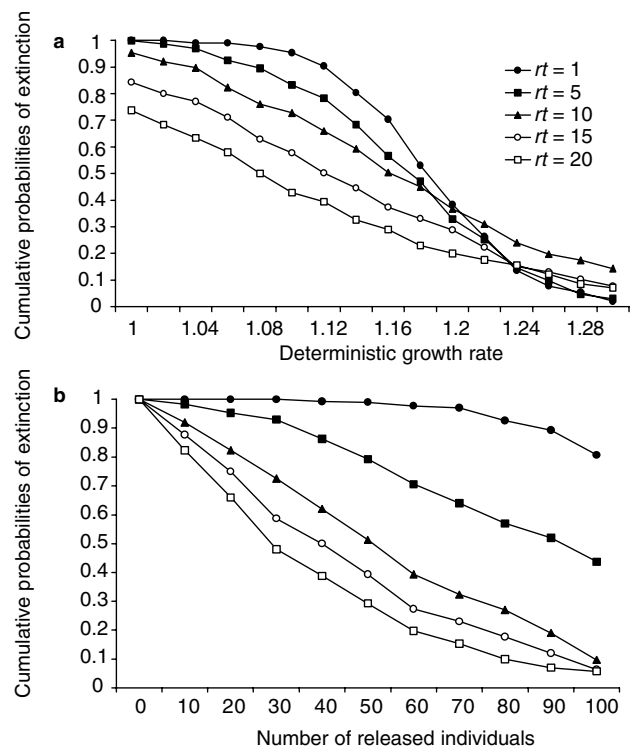 a
Cumulative probabilities of extinction
1
0.9
0.8
0.7
0.6
0.5
0.4
0.3
0.2
0.1
0
1 1.04 1.08 1.12 1.16 1.2 1.24 1.28
Deterministic growth rate
rt = 1
rt = 5
rt = 10
rt = 15
rt = 20
b
Cumulative probabilities of extinction
1
0.9
0.8
0.7
0.6
0.5
0.4
0.3
0.2
0.1
0
0 10 20 30 40 50 60 70 80 90 100
Number of released individuals